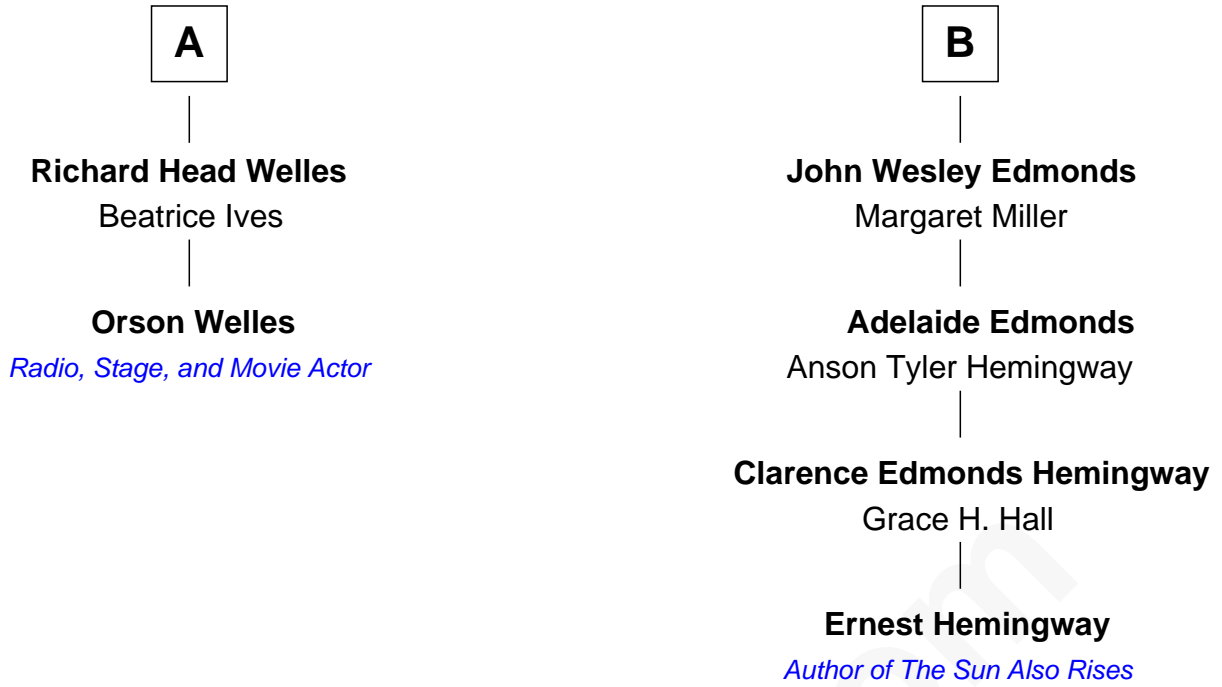 A
Richard Head Welles
Beatrice Ives
Orson Welles
Radio, Stage, and Movie Actor
B
John Wesley Edmonds
Margaret Miller
Adelaide Edmonds
Anson Tyler Hemingway
Clarence Edmonds Hemingway
Grace H. Hall
Ernest Hemingway
Author of The Sun Also Rises